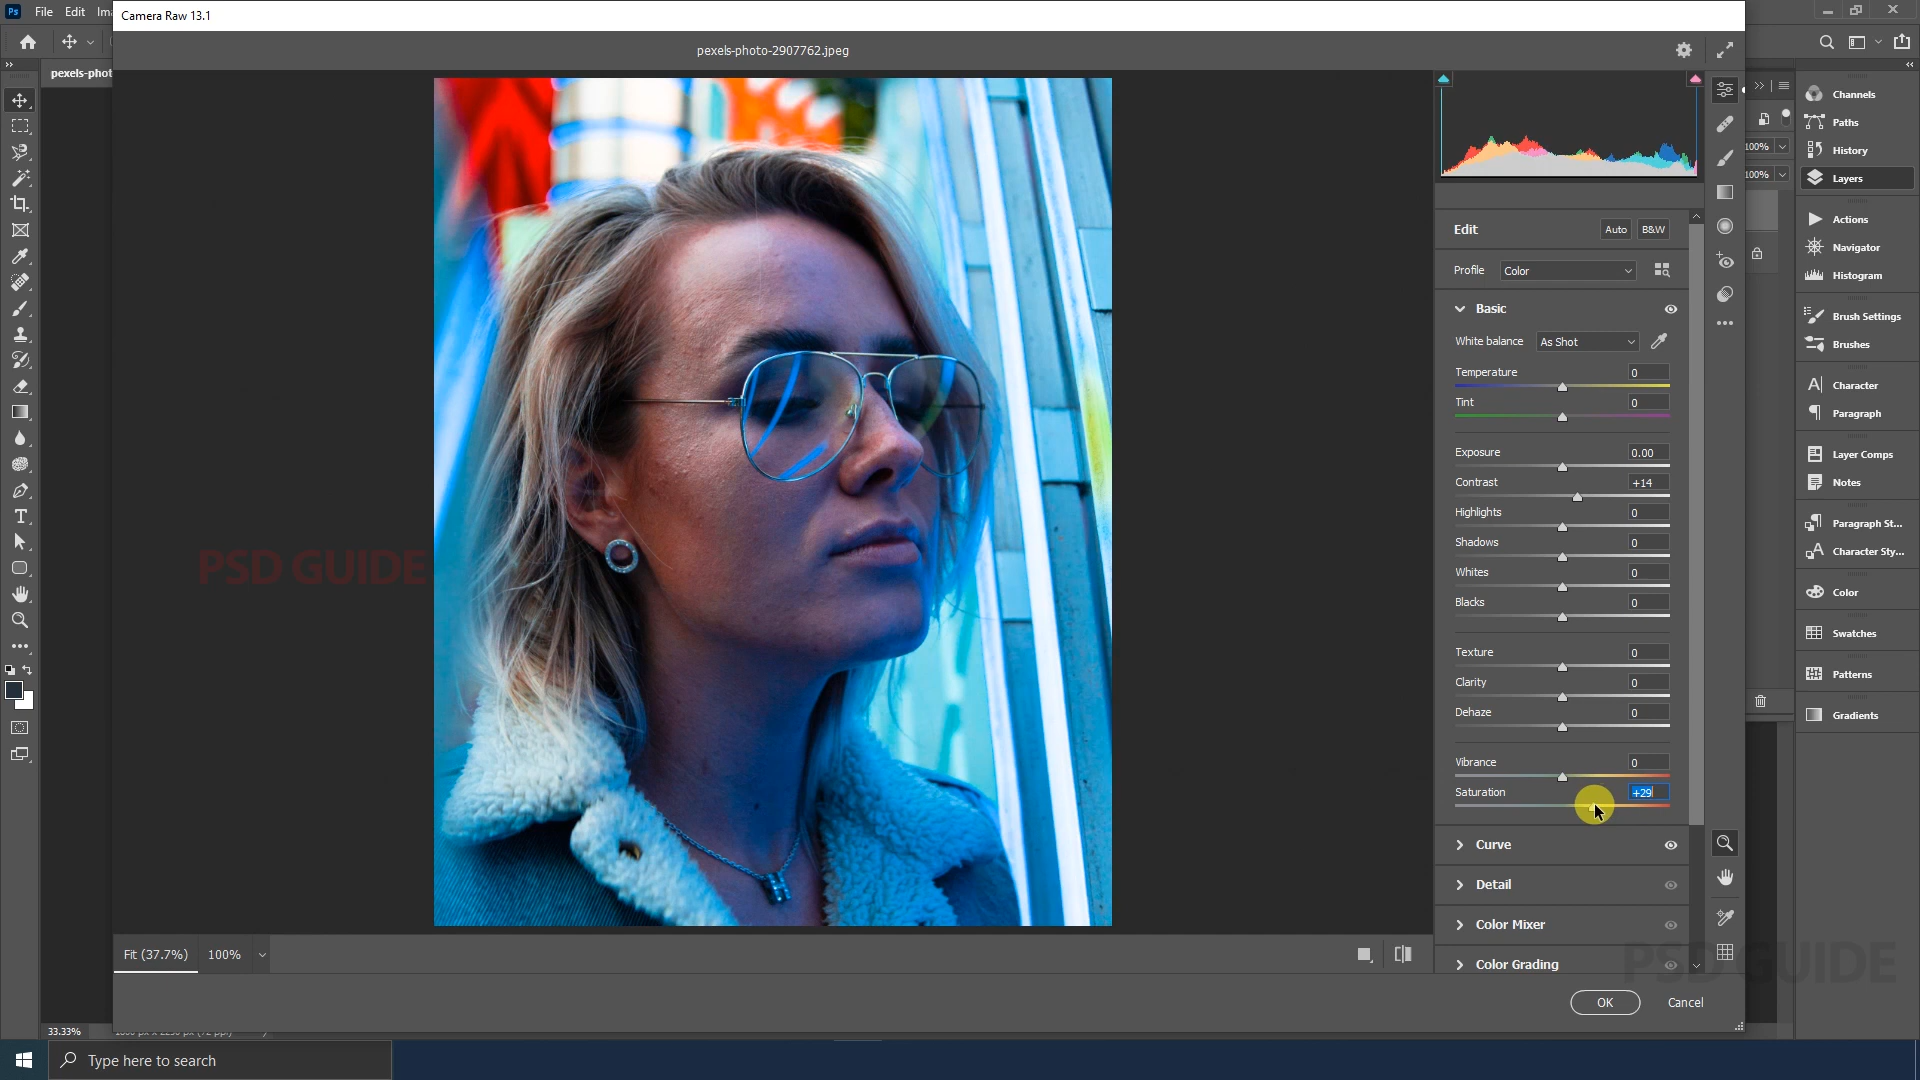 Ps File Edit Im
Camera Raw 13.1
pexels-photo-2907762.jpeg
pexels-phot
Edit Auto B&W
Profile Color
Basic
White balance As Shot
Temperature 0
Tint 0
Exposure 0.00
Contrast +14
Highlights 0
Shadows 0
Whites 0
Blacks 0
Texture 0
Clarity 0
Dehaze 0
Vibrance 0
Saturation +29
Curve
Detail
Color Mixer
Color Grading
100%
100%
Channels
Paths
History
Layers
Actions
Navigator
Histogram
Brush Settings
Brushes
Character
Paragraph
Layer Comps
Notes
Paragraph St...
Character Sty...
Color
Swatches
Patterns
Gradients
PSD GUIDE
PSD GUIDE
Fit (37.7%) 100%
OK Cancel
33.33%
Type here to search